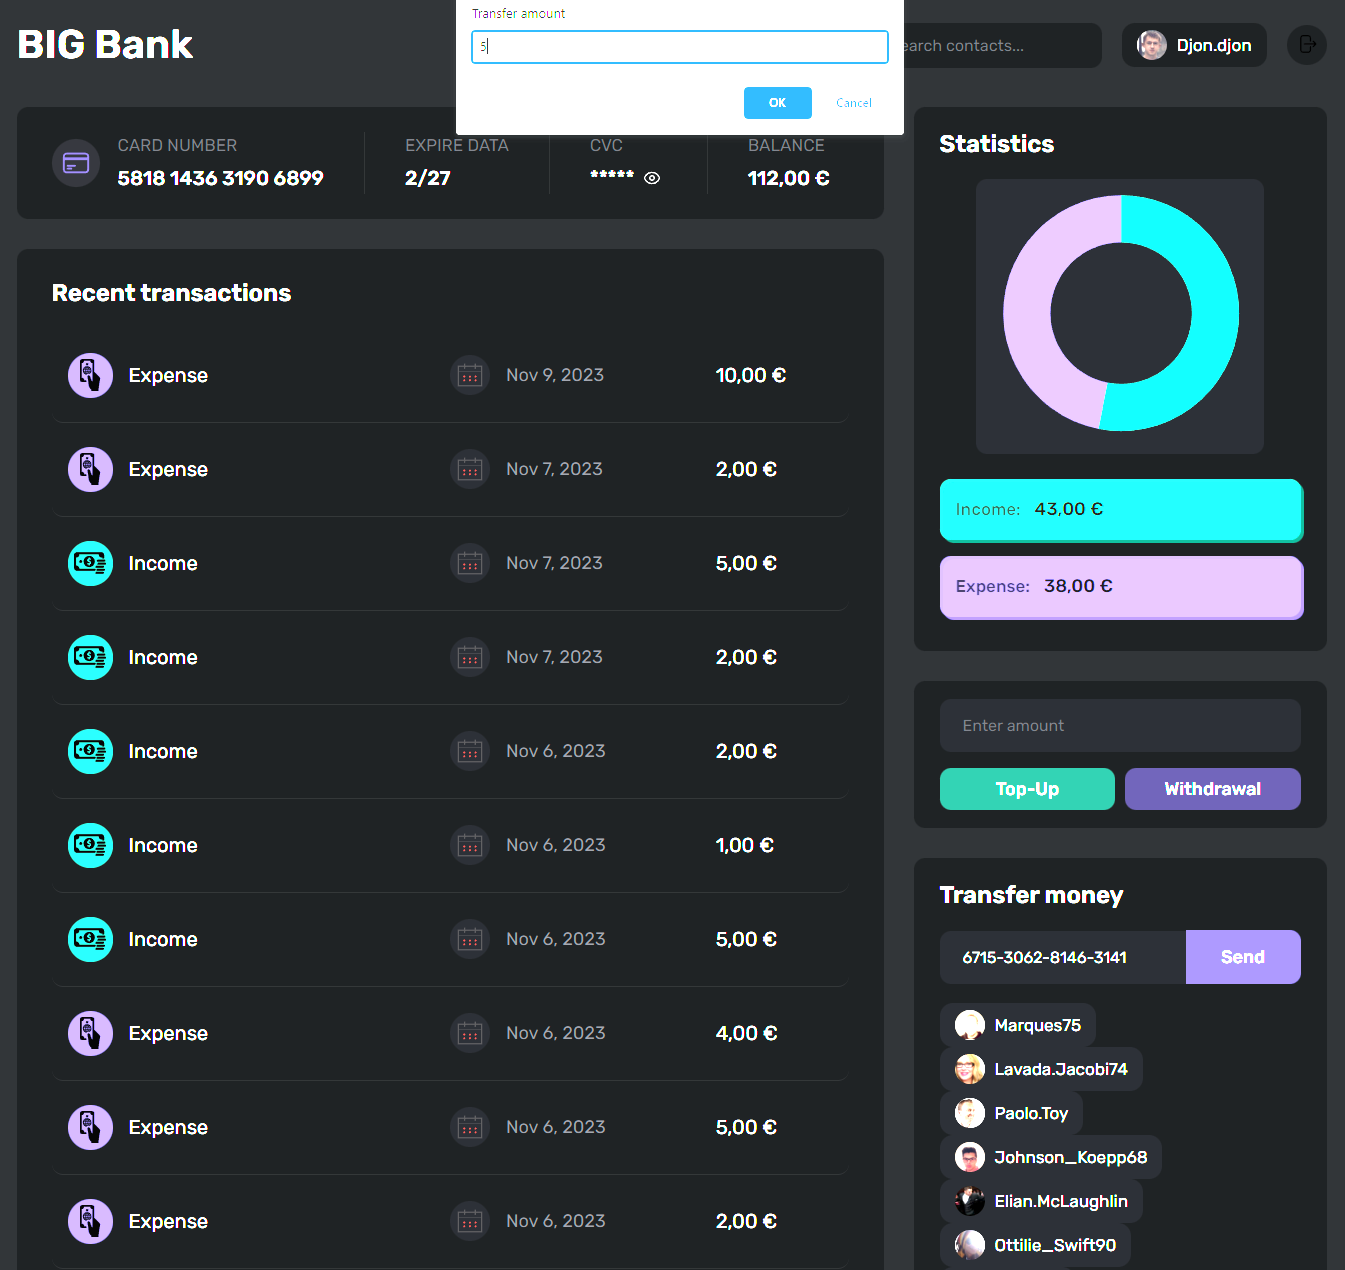 Transfer amount
5
OK
Cancel
BIG Bank
earch contacts...
Djon.djon
CARD NUMBER
5818 1436 3190 6899
EXPIRE DATA
2/27
CVC
*****
BALANCE
112,00 €
Recent transactions
Expense Nov 9, 2023 10,00 €
Expense Nov 7, 2023 2,00 €
Income Nov 7, 2023 5,00 €
Income Nov 7, 2023 2,00 €
Income Nov 6, 2023 2,00 €
Income Nov 6, 2023 1,00 €
Income Nov 6, 2023 5,00 €
Expense Nov 6, 2023 4,00 €
Expense Nov 6, 2023 5,00 €
Expense Nov 6, 2023 2,00 €
Statistics
Income: 43,00 €
Expense: 38,00 €
Enter amount
Top-Up
Withdrawal
Transfer money
6715-3062-8146-3141
Send
Marques75
Lavada.Jacobi74
Paolo.Toy
Johnson_Koepp68
Elian.McLaughlin
Ottilie_Swift90